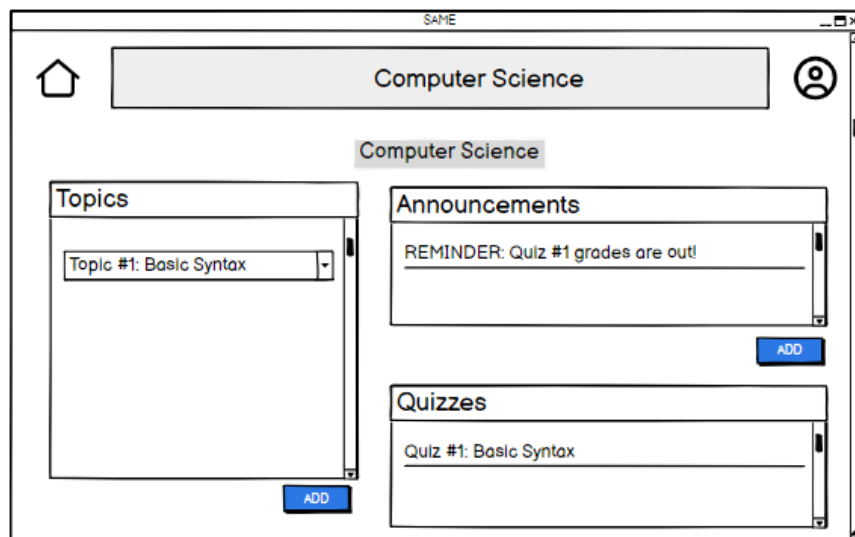 SAME
Computer Science
Computer Science
Topics
Topic #1: Basic Syntax
ADD
Announcements
REMINDER: Quiz #1 grades are out!
ADD
Quizzes
Quiz #1: Basic Syntax